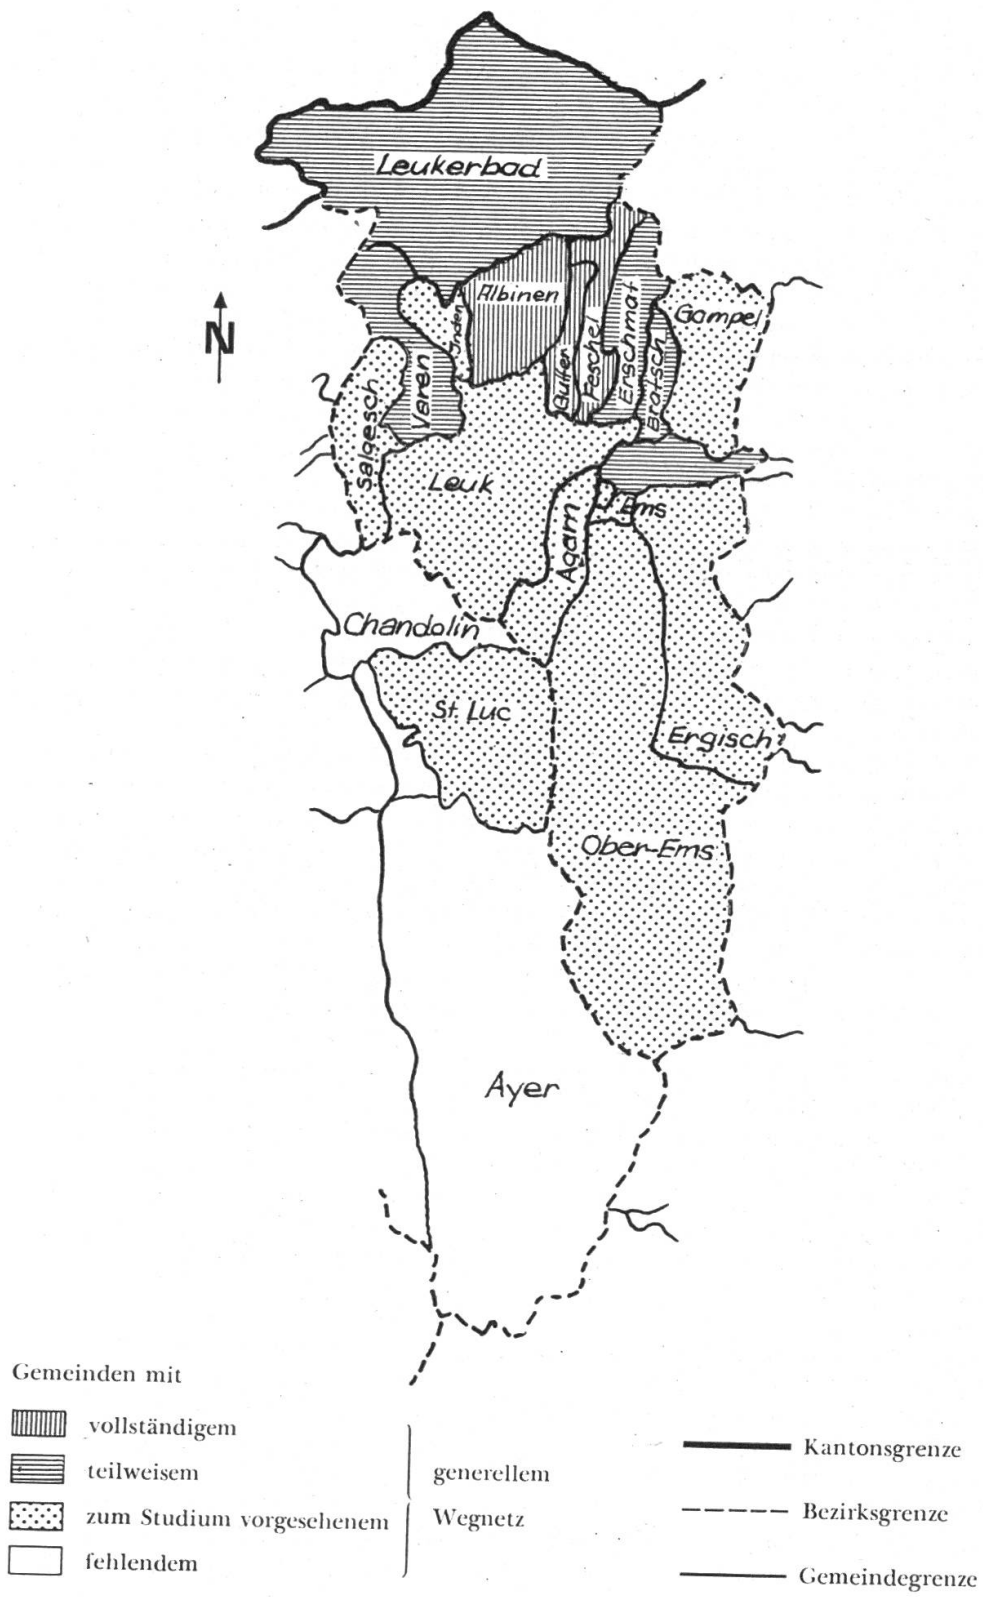 Leukerbad
Albinen
Inden
Gampel
Varen
Guttet
Feschel
Erschmat
Bratsch
Salgesch
Leuk
Agarn
Ems
Chandolin
St. Luc
Ergisch
Ober-Ems
Ayer
N
Gemeinden mit
vollständigem
teilweisem
zum Studium vorgesehenem
fehlendem
generellem
Wegnetz
Kantonsgrenze
Bezirksgrenze
Gemeindegrenze